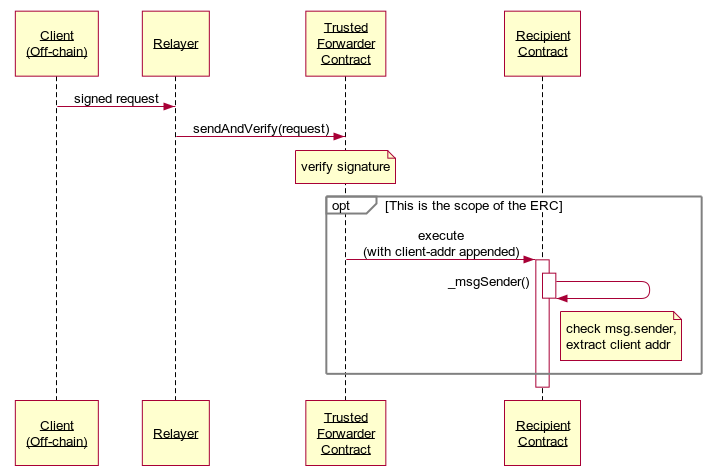 Client
(Off-chain)
Relayer
Trusted
Forwarder
Contract
Recipient
Contract
signed request
sendAndVerify(request)
verify signature
opt [This is the scope of the ERC]
execute
(with client-addr appended)
_msgSender()
check msg.sender,
extract client addr
Client
(Off-chain)
Relayer
Trusted
Forwarder
Contract
Recipient
Contract